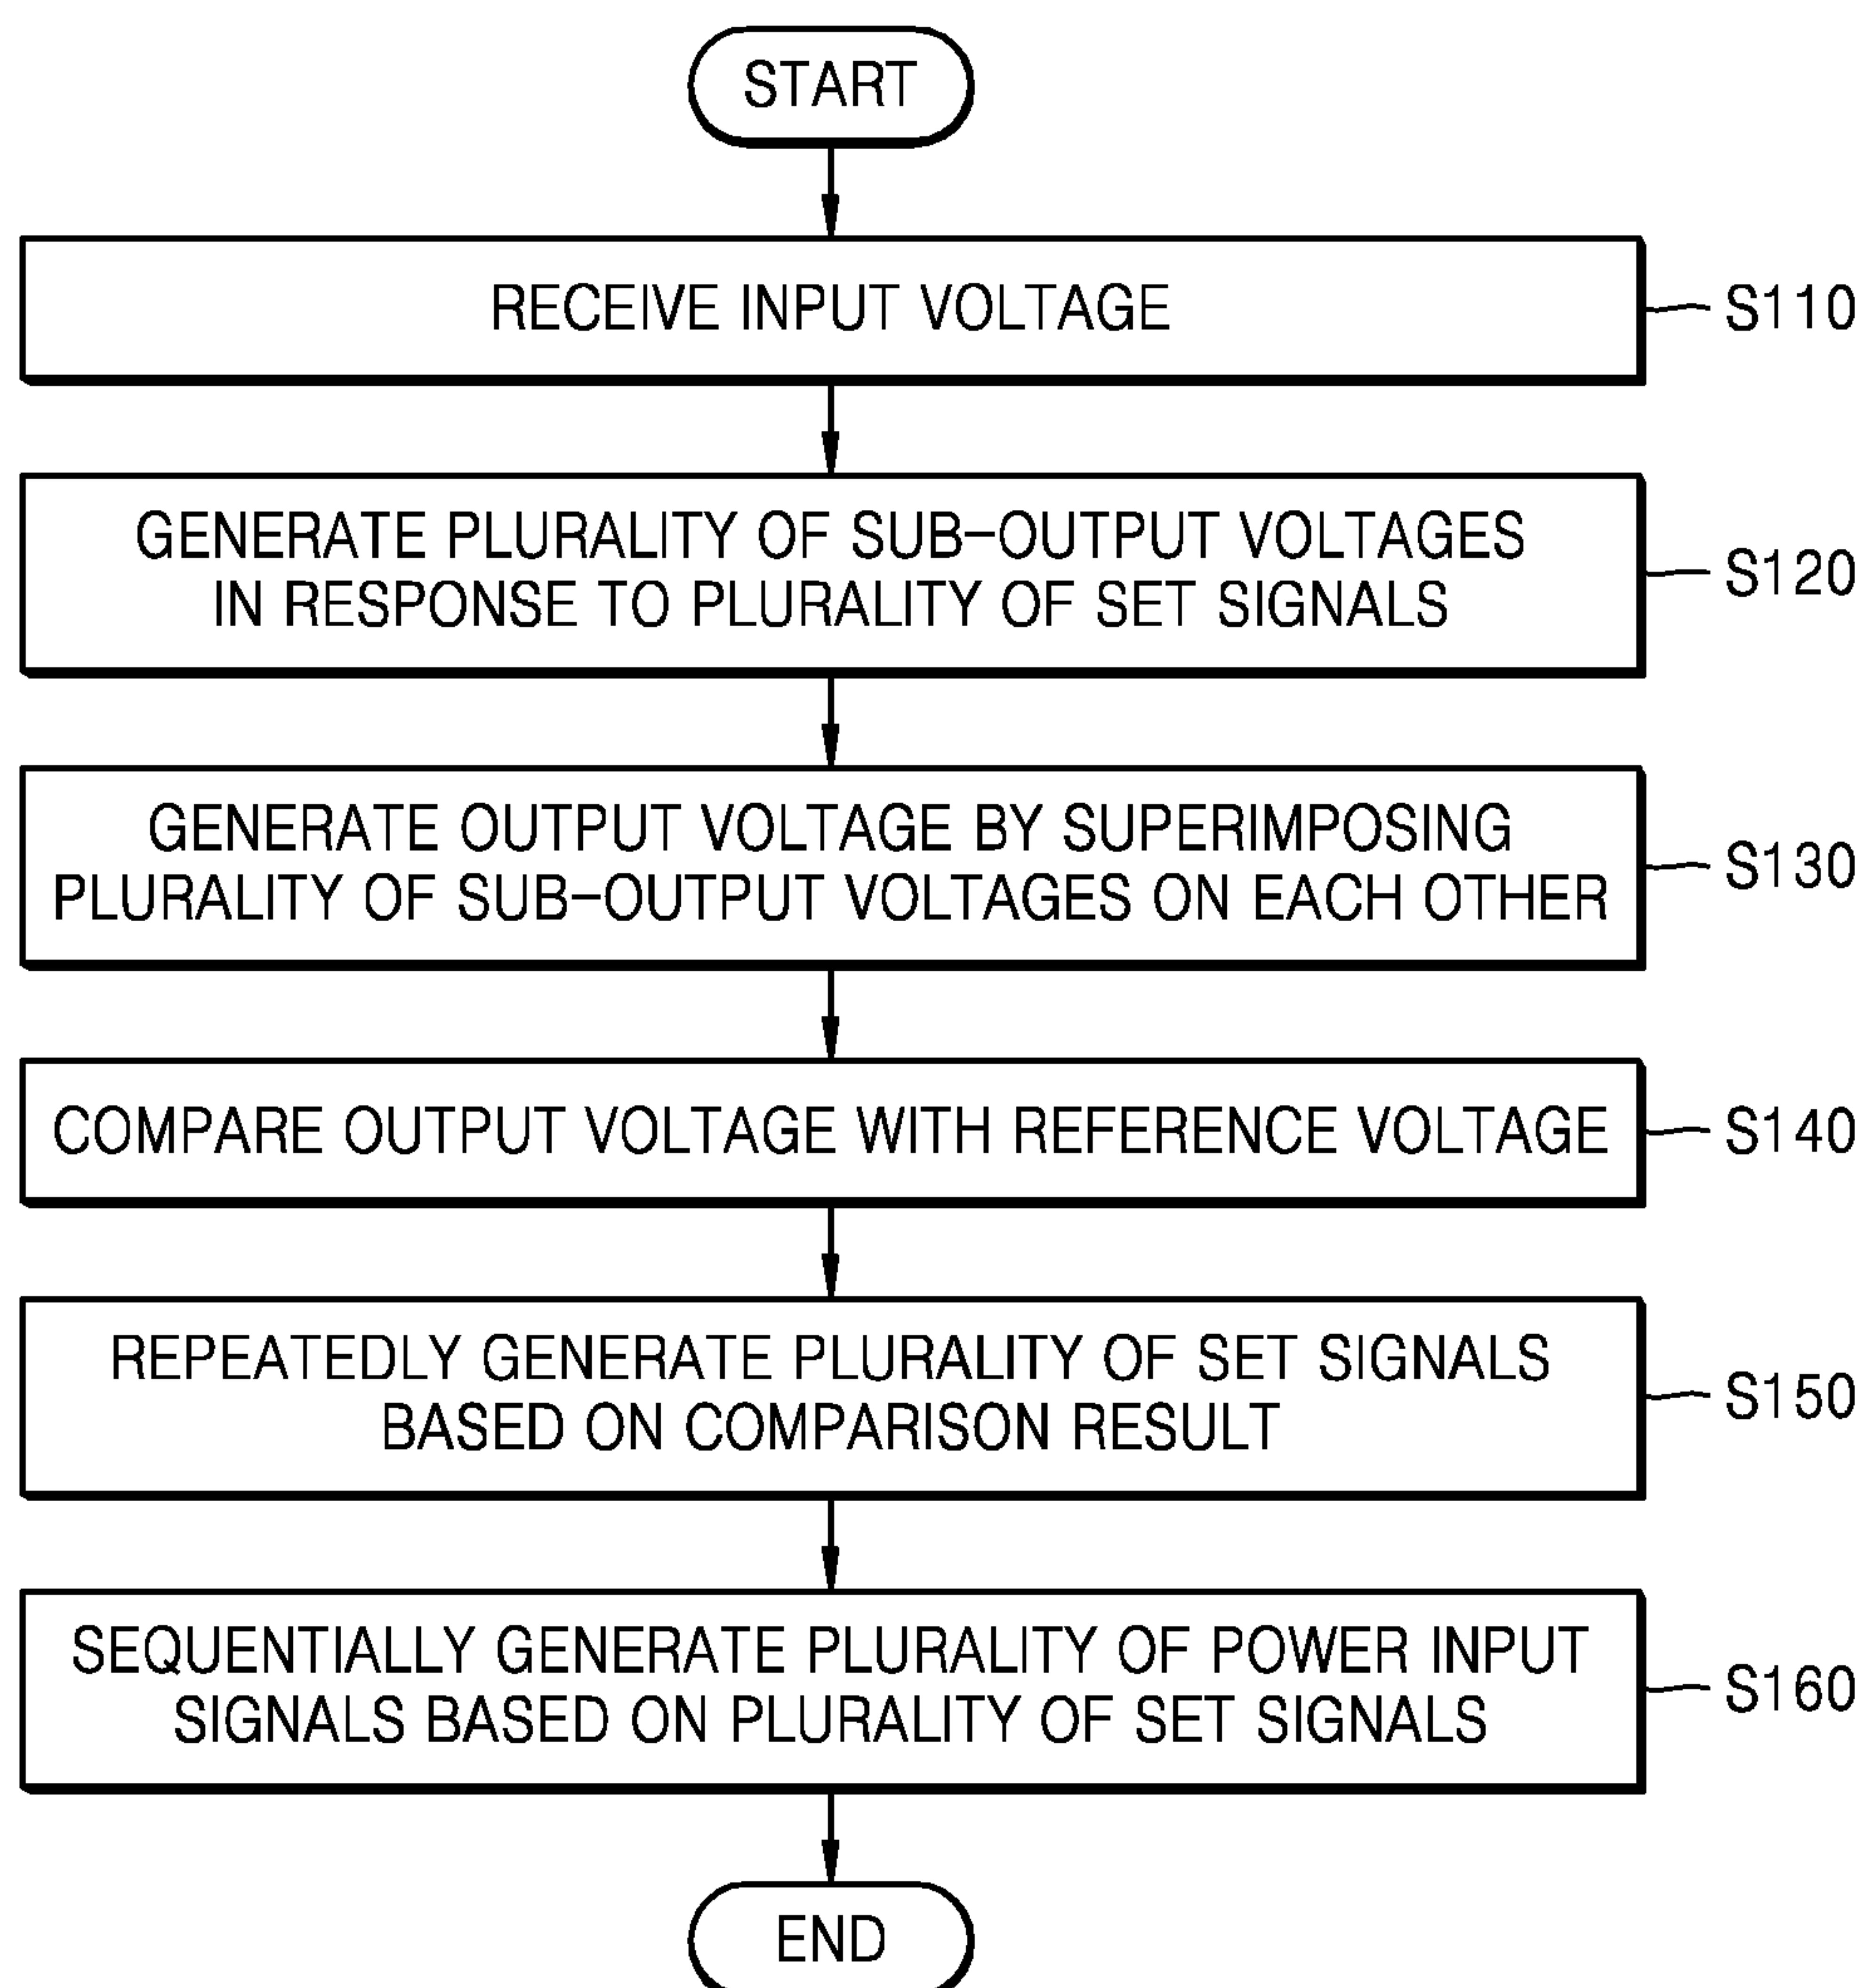 START
RECEIVE INPUT VOLTAGE
S110
GENERATE PLURALITY OF SUB-OUTPUT VOLTAGES
IN RESPONSE TO PLURALITY OF SET SIGNALS
S120
GENERATE OUTPUT VOLTAGE BY SUPERIMPOSING
PLURALITY OF SUB-OUTPUT VOLTAGES ON EACH OTHER
S130
COMPARE OUTPUT VOLTAGE WITH REFERENCE VOLTAGE
S140
REPEATEDLY GENERATE PLURALITY OF SET SIGNALS
BASED ON COMPARISON RESULT
S150
SEQUENTIALLY GENERATE PLURALITY OF POWER INPUT
SIGNALS BASED ON PLURALITY OF SET SIGNALS
S160
END